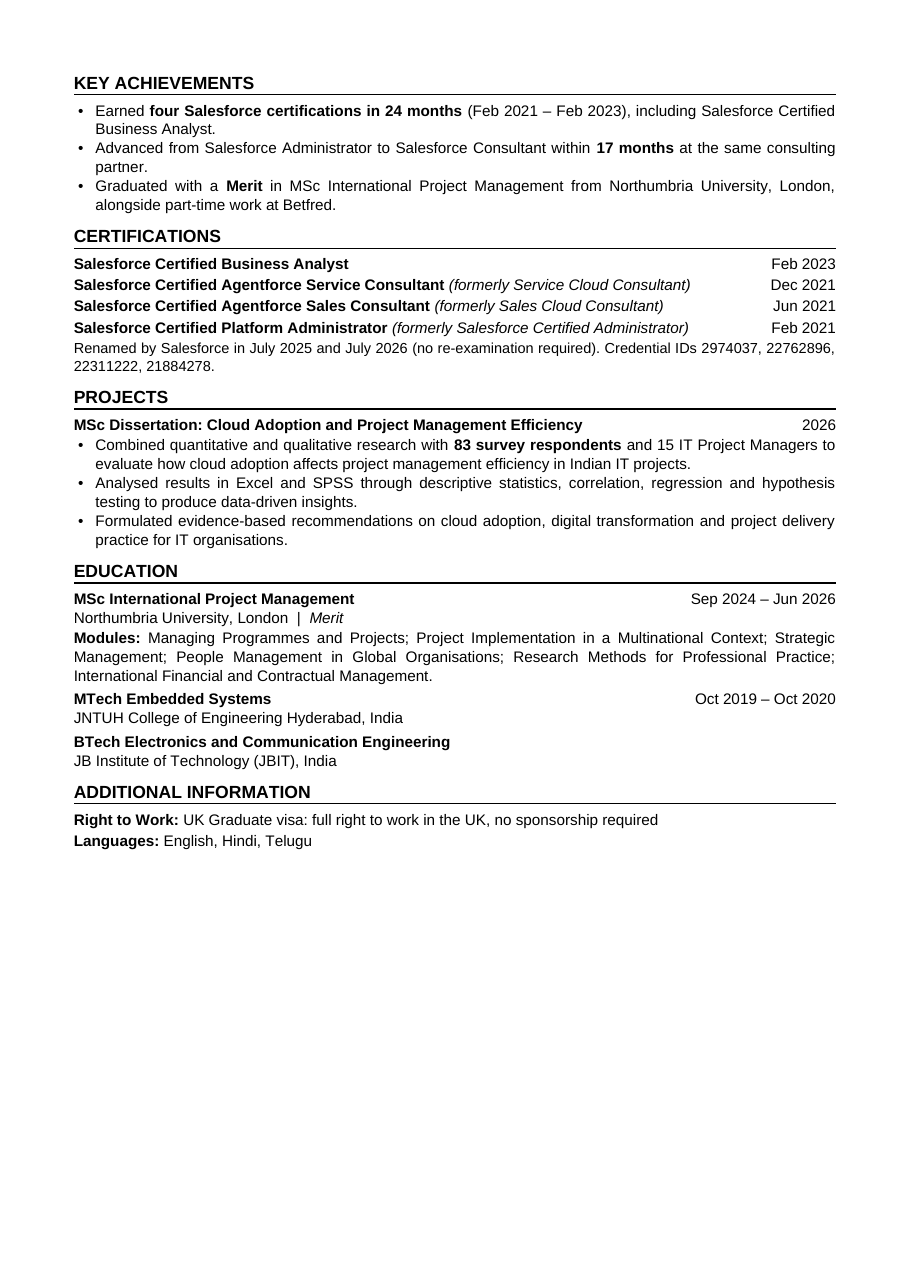 KEY ACHIEVEMENTS
• Earned four Salesforce certifications in 24 months (Feb 2021 – Feb 2023), including Salesforce Certified
Business Analyst.
• Advanced from Salesforce Administrator to Salesforce Consultant within 17 months at the same consulting
partner.
• Graduated with a Merit in MSc International Project Management from Northumbria University, London,
alongside part-time work at Betfred.
CERTIFICATIONS
Salesforce Certified Business Analyst Feb 2023
Salesforce Certified Agentforce Service Consultant (formerly Service Cloud Consultant) Dec 2021
Salesforce Certified Agentforce Sales Consultant (formerly Sales Cloud Consultant) Jun 2021
Salesforce Certified Platform Administrator (formerly Salesforce Certified Administrator) Feb 2021
Renamed by Salesforce in July 2025 and July 2026 (no re-examination required). Credential IDs 2974037, 22762896,
22311222, 21884278.
PROJECTS
MSc Dissertation: Cloud Adoption and Project Management Efficiency 2026
• Combined quantitative and qualitative research with 83 survey respondents and 15 IT Project Managers to
evaluate how cloud adoption affects project management efficiency in Indian IT projects.
• Analysed results in Excel and SPSS through descriptive statistics, correlation, regression and hypothesis
testing to produce data-driven insights.
• Formulated evidence-based recommendations on cloud adoption, digital transformation and project delivery
practice for IT organisations.
EDUCATION
MSc International Project Management Sep 2024 – Jun 2026
Northumbria University, London | Merit
Modules: Managing Programmes and Projects; Project Implementation in a Multinational Context; Strategic
Management; People Management in Global Organisations; Research Methods for Professional Practice;
International Financial and Contractual Management.
MTech Embedded Systems Oct 2019 – Oct 2020
JNTUH College of Engineering Hyderabad, India
BTech Electronics and Communication Engineering
JB Institute of Technology (JBIT), India
ADDITIONAL INFORMATION
Right to Work: UK Graduate visa: full right to work in the UK, no sponsorship required
Languages: English, Hindi, Telugu